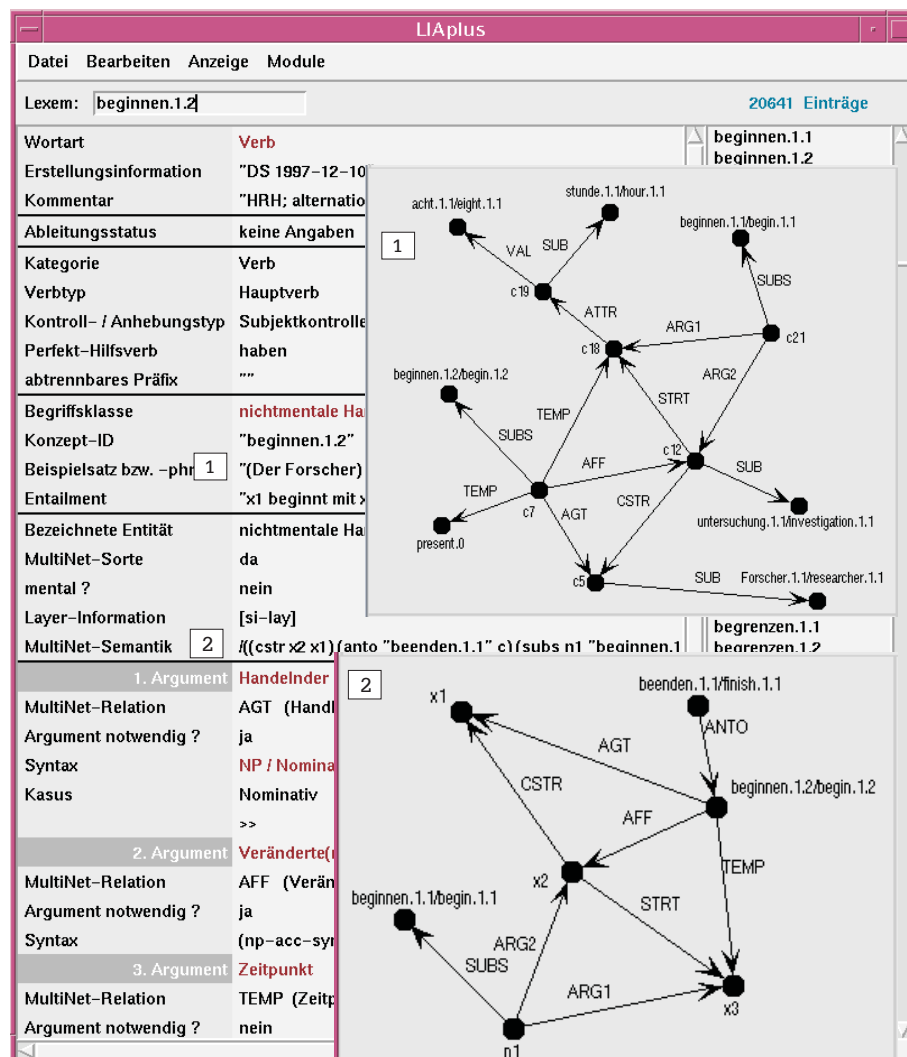 LIAplus
Datei Bearbeiten Anzeige Module
Lexem: beginnen.1.2
20641 Einträge
Wortart Verb
Erstellungsinformation "DS 1997-12-10"
Kommentar "HRH; alternatio
Ableitungsstatus keine Angaben
Kategorie Verb
Verbtyp Hauptverb
Kontroll- / Anhebungstyp Subjektkontrolle
Perfekt-Hilfsverb haben
abtrennbares Präfix ""
Begriffsklasse nichtmentale Ha
Konzept-ID "beginnen.1.2"
Beispielsatz bzw. -phr 1 "(Der Forscher)
Entailment "x1 beginnt mit x
Bezeichnete Entität nichtmentale Ha
MultiNet-Sorte da
mental ? nein
Layer-Information [si-lay]
MultiNet-Semantik 2 /((cstr x2 x1)(anto "beenden.1.1" c)(subs n1 "beginnen.1
1. Argument Handelnder
MultiNet-Relation AGT (Handl
Argument notwendig ? ja
Syntax NP / Nomina
Kasus Nominativ
>>
2. Argument Veränderte(
MultiNet-Relation AFF (Verän
Argument notwendig ? ja
Syntax (np-acc-syn
3. Argument Zeitpunkt
MultiNet-Relation TEMP (Zeitp
Argument notwendig ? nein
beginnen.1.1
beginnen.1.2
begrenzen.1.1
begrenzen.1.2
1
acht.1.1/eight.1.1
stunde.1.1/hour.1.1
beginnen.1.1/begin.1.1
VAL
SUB
SUBS
c19
ATTR
ARG1
c21
c18
beginnen.1.2/begin.1.2
ARG2
STRT
TEMP
SUBS
c12
AFF
SUB
TEMP
c7
AGT
CSTR
untersuchung.1.1/investigation.1.1
present.0
c5
SUB
Forscher.1.1/researcher.1.1
2
beenden.1.1/finish.1.1
x1
ANTO
AGT
CSTR
beginnen.1.2/begin.1.2
AFF
TEMP
x2
beginnen.1.1/begin.1.1
STRT
ARG2
SUBS
ARG1
x3
n1